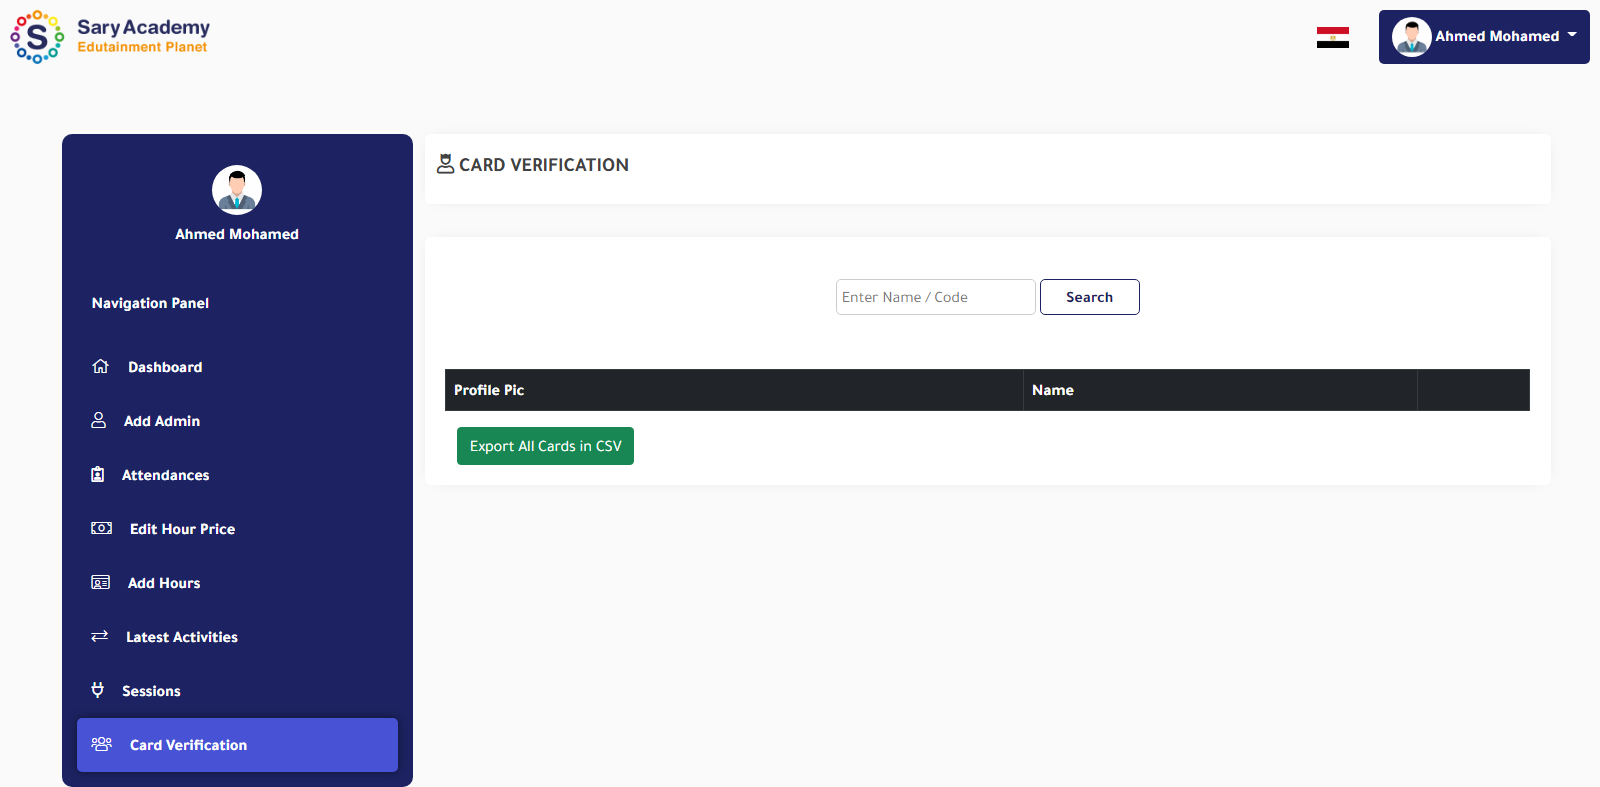 Sary Academy
Edutainment Planet
Ahmed Mohamed
Ahmed Mohamed
Navigation Panel
Dashboard
Add Admin
Attendances
Edit Hour Price
Add Hours
Latest Activities
Sessions
Card Verification
CARD VERIFICATION
Enter Name / Code
Search
Profile Pic
Name
Export All Cards in CSV